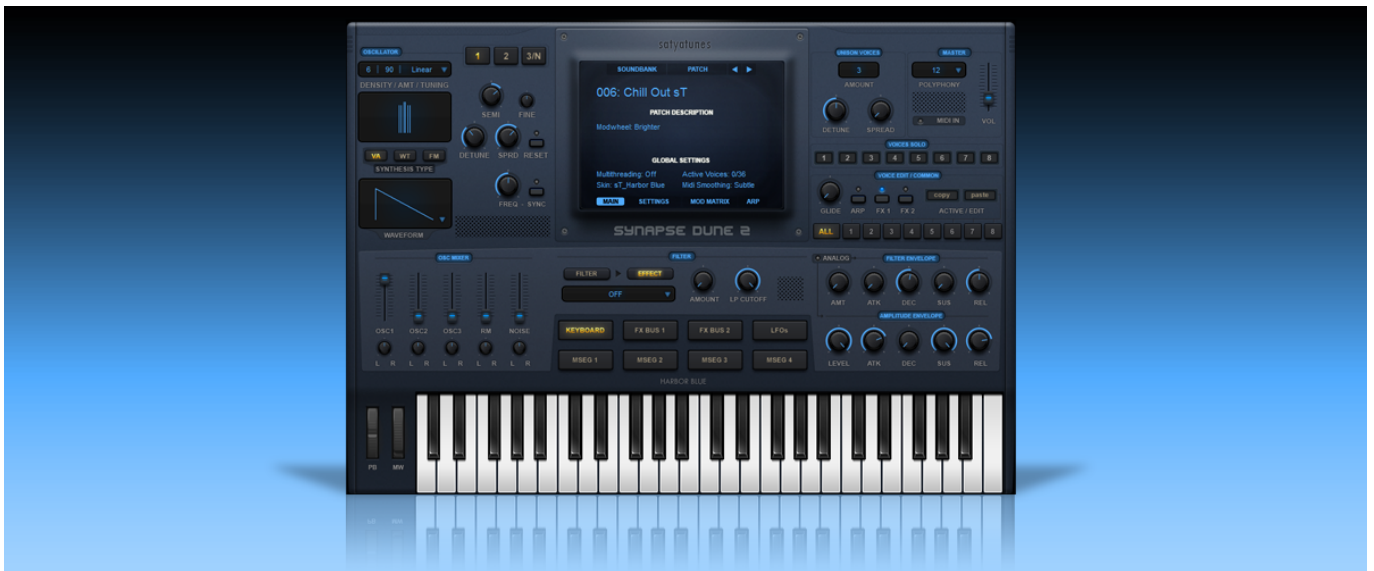 satyatunes
OSCILLATOR
6 | 90 | Linear
DENSITY / AMT / TUNING
1 2 3/N
SEMI FINE
DETUNE SPRD RESET
VA WT FM
SYNTHESIS TYPE
FREQ - SYNC
WAVEFORM
SOUNDBANK PATCH
006: Chill Out sT
PATCH DESCRIPTION
Modwheel: Brighter
GLOBAL SETTINGS
Multithreading: Off Active Voices: 0/36
Skin: sT_Harbor Blue Midi Smoothing: Subtle
MAIN SETTINGS MOD MATRIX ARP
SYNAPSE DUNE 2
UNISON VOICES MASTER
3 12
AMOUNT POLYPHONY
MIDI IN VOL
DETUNE SPREAD
VOICES SOLO
1 2 3 4 5 6 7 8
VOICE EDIT / COMMON
copy paste
GLIDE ARP FX 1 FX 2 ACTIVE / EDIT
ALL 1 2 3 4 5 6 7 8
OSC MIXER
OSC1 OSC2 OSC3 RM NOISE
L R L R L R L R L R
FILTER
FILTER EFFECT
OFF
AMOUNT LP CUTOFF
KEYBOARD FX BUS 1 FX BUS 2 LFOs
MSEG 1 MSEG 2 MSEG 3 MSEG 4
ANALOG FILTER ENVELOPE
AMT ATK DEC SUS REL
AMPLITUDE ENVELOPE
LEVEL ATK DEC SUS REL
HARBOR BLUE
PB MW